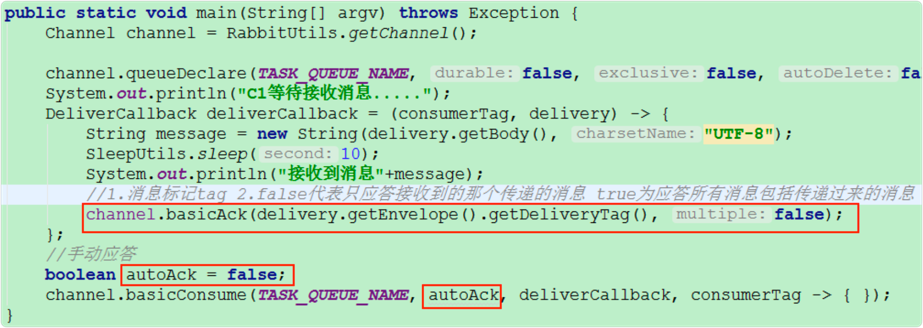 public static void main(String[] argv) throws Exception {
Channel channel = RabbitUtils.getChannel();
channel.queueDeclare(TASK_QUEUE_NAME, durable: false, exclusive: false, autoDelete: fa
System.out.println("C1等待接收消息.....");
DeliverCallback deliverCallback = (consumerTag, delivery) -> {
String message = new String(delivery.getBody(), charsetName: "UTF-8");
SleepUtils.sleep( second: 10);
System.out.println("接收到消息"+message);
//1.消息标记tag 2.false代表只应答接收到的那个传递的消息 true为应答所有消息包括传递过来的消息
channel.basicAck(delivery.getEnvelope().getDeliveryTag(), multiple: false);
};
//手动应答
boolean autoAck = false;
channel.basicConsume(TASK_QUEUE_NAME, autoAck, deliverCallback, consumerTag -> { });
}